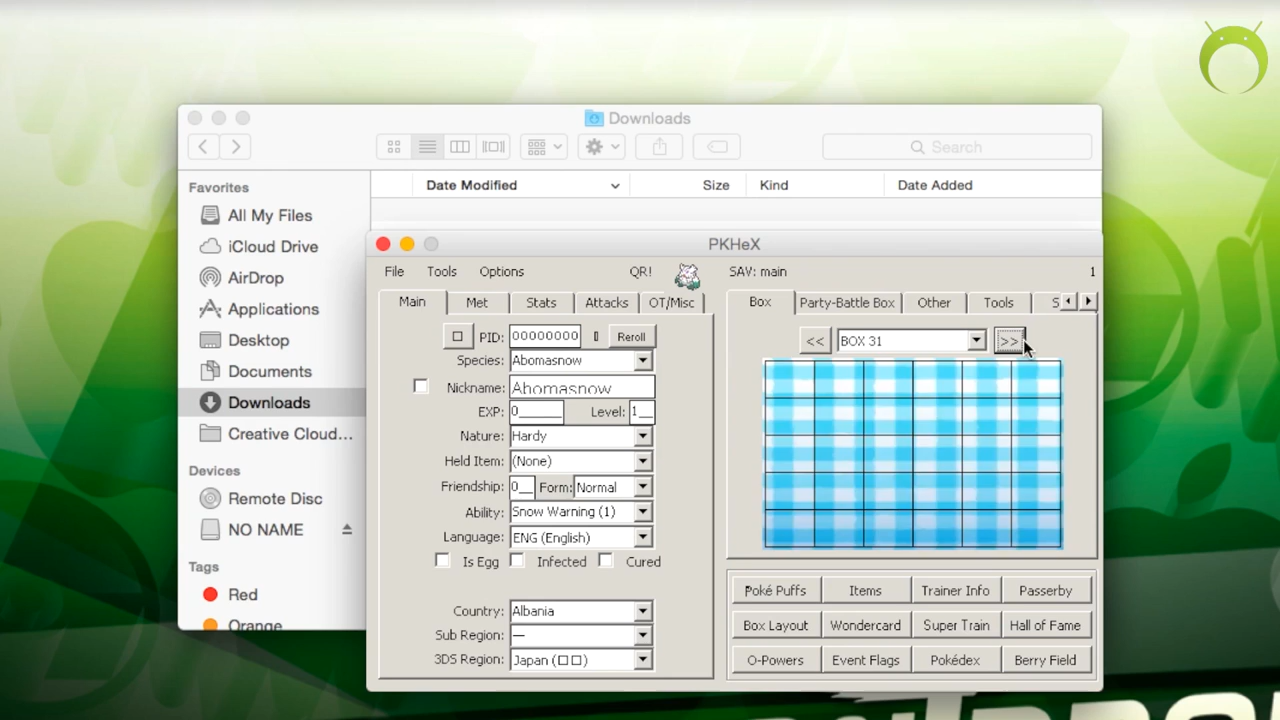 Downloads
Search
Favorites
Date Modified
Size
Kind
Date Added
All My Files
iCloud Drive
AirDrop
Applications
Desktop
Documents
Downloads
Creative Cloud...
Devices
Remote Disc
NO NAME
Tags
Red
Orange
PKHeX
File
Tools
Options
QR!
SAV: main
1
Main
Met
Stats
Attacks
OT/Misc
PID: 00000000
Reroll
Species: Abomasnow
Nickname: Abomasnow
EXP: 0
Level: 1
Nature: Hardy
Held Item: (None)
Friendship: 0
Form: Normal
Ability: Snow Warning (1)
Language: ENG (English)
Is Egg
Infected
Cured
Country: Albania
Sub Region: —
3DS Region: Japan (□□)
Box
Party-Battle Box
Other
Tools
S
<<
BOX 31
>>
Poké Puffs
Items
Trainer Info
Passerby
Box Layout
Wondercard
Super Train
Hall of Fame
O-Powers
Event Flags
Pokédex
Berry Field